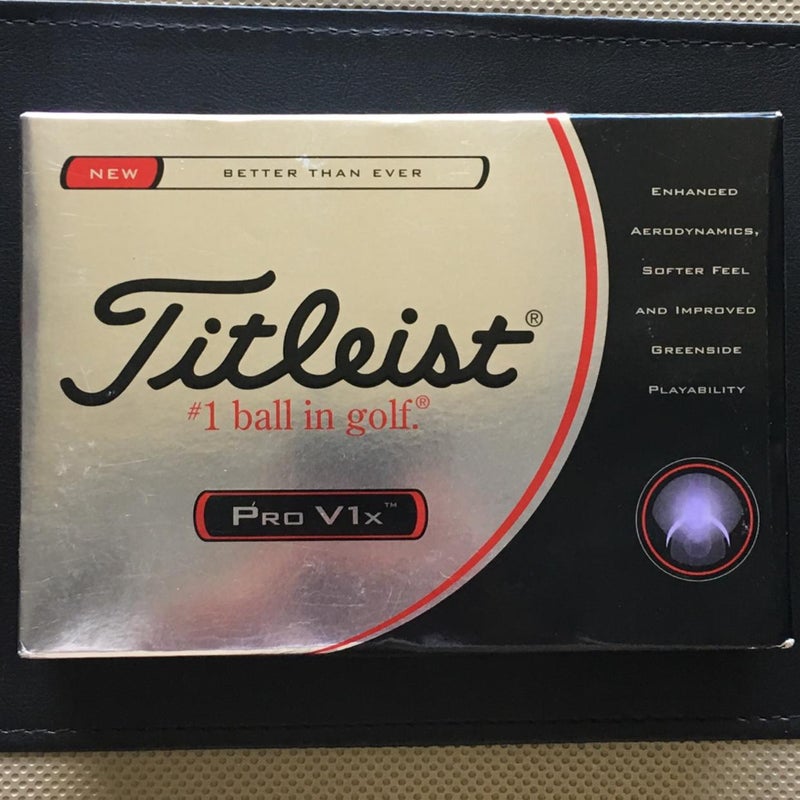 NEW BETTER THAN EVER
Titleist®
#1 ball in golf.®
PRO V1x™
ENHANCED
AERODYNAMICS,
SOFTER FEEL
AND IMPROVED
GREENSIDE
PLAYABILITY